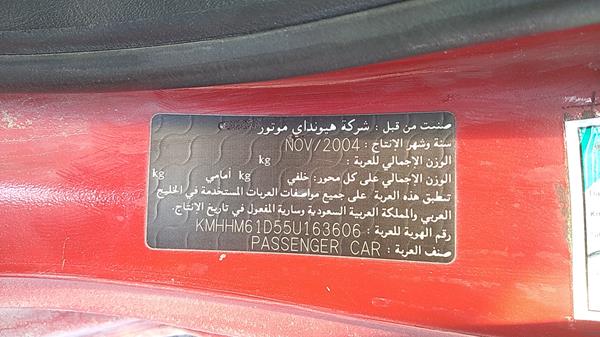 صنعت من قبل : شركة هيونداي موتور
سنة وشهر الإنتاج: NOV/2004
الوزن الإجمالي للعربة : kg
الوزن الإجمالي على كل محور: خلفي kg أمامي kg
تنطبق هذه العربة على جميع مواصفات العربات المستخدمة في الخليج
العربي والمملكة العربية السعودية وسارية المفعول في تاريخ الإنتاج.
رقم الهوية للعربة : KMHHM61D55U163606
صنف العربة : PASSENGER CAR